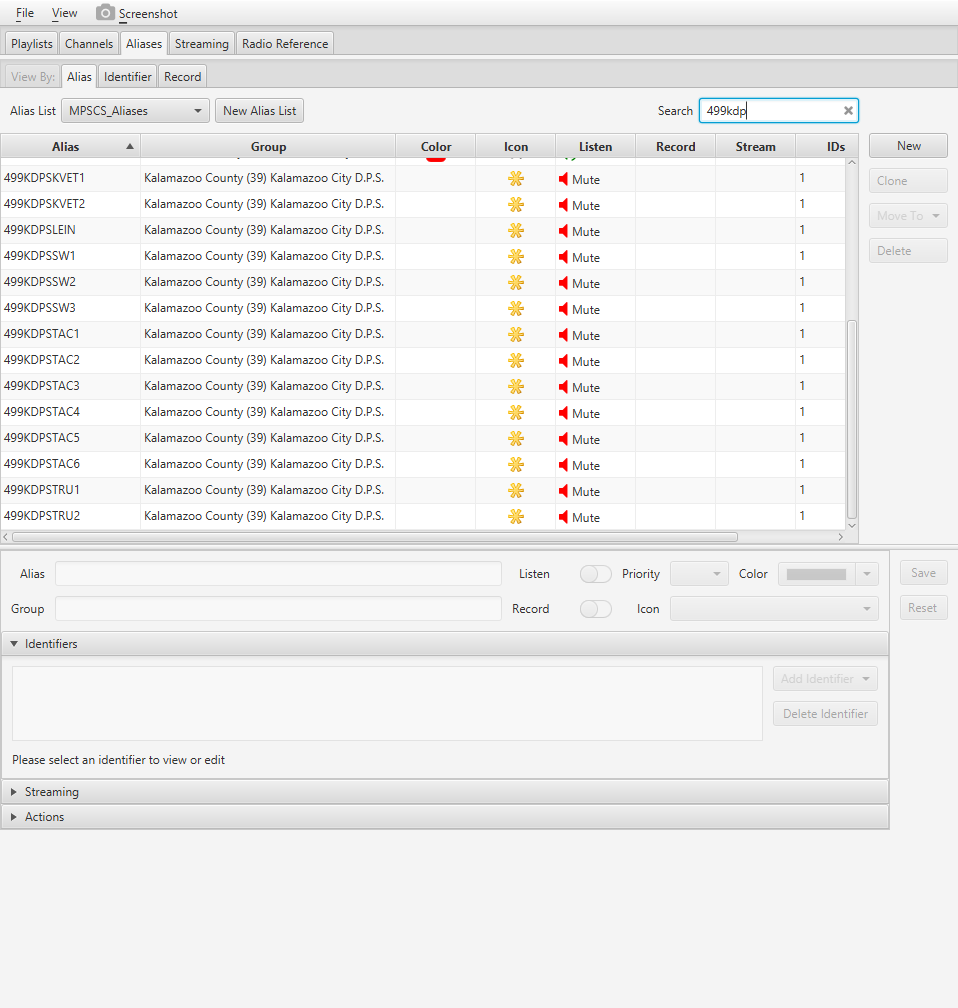 File View Screenshot
Playlists Channels Aliases Streaming Radio Reference
View By: Alias Identifier Record
Alias List MPSCS_Aliases New Alias List Search 499kdp
Alias Group Color Icon Listen Record Stream IDs New
499KDPSKVET1 Kalamazoo County (39) Kalamazoo City D.P.S. Mute 1 Clone
499KDPSKVET2 Kalamazoo County (39) Kalamazoo City D.P.S. Mute 1 Move To
499KDPSLEIN Kalamazoo County (39) Kalamazoo City D.P.S. Mute 1
499KDPSSW1 Kalamazoo County (39) Kalamazoo City D.P.S. Mute 1 Delete
499KDPSSW2 Kalamazoo County (39) Kalamazoo City D.P.S. Mute 1
499KDPSSW3 Kalamazoo County (39) Kalamazoo City D.P.S. Mute 1
499KDPSTAC1 Kalamazoo County (39) Kalamazoo City D.P.S. Mute 1
499KDPSTAC2 Kalamazoo County (39) Kalamazoo City D.P.S. Mute 1
499KDPSTAC3 Kalamazoo County (39) Kalamazoo City D.P.S. Mute 1
499KDPSTAC4 Kalamazoo County (39) Kalamazoo City D.P.S. Mute 1
499KDPSTAC5 Kalamazoo County (39) Kalamazoo City D.P.S. Mute 1
499KDPSTAC6 Kalamazoo County (39) Kalamazoo City D.P.S. Mute 1
499KDPSTRU1 Kalamazoo County (39) Kalamazoo City D.P.S. Mute 1
499KDPSTRU2 Kalamazoo County (39) Kalamazoo City D.P.S. Mute 1
Alias Listen Priority Color Save
Group Record Icon Reset
Identifiers
Add Identifier
Delete Identifier
Please select an identifier to view or edit
Streaming
Actions